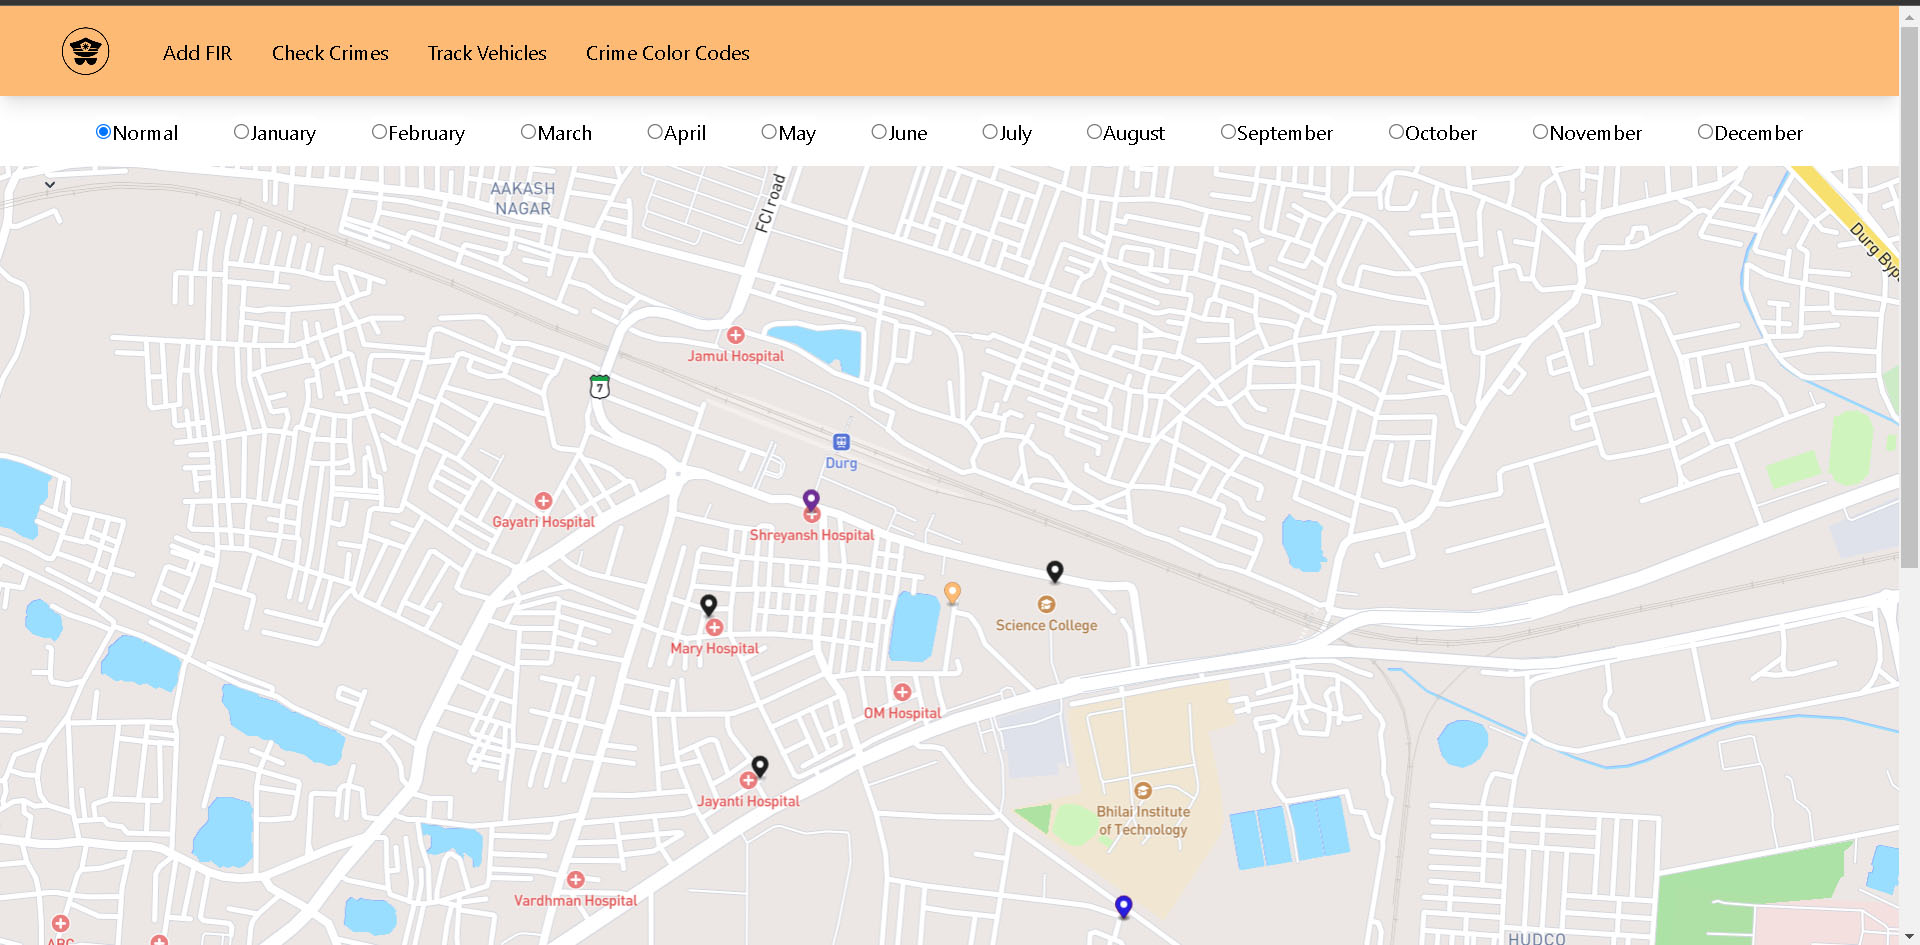 Add FIR
Check Crimes
Track Vehicles
Crime Color Codes
Normal
January
February
March
April
May
June
July
August
September
October
November
December
AAKASH
NAGAR
FCI road
Jamul Hospital
7
Durg
Gayatri Hospital
Shreyansh Hospital
Science College
Mary Hospital
OM Hospital
Jayanti Hospital
Bhilai Institute
of Technology
Vardhman Hospital
HUDCO
ABC
Durg Byp